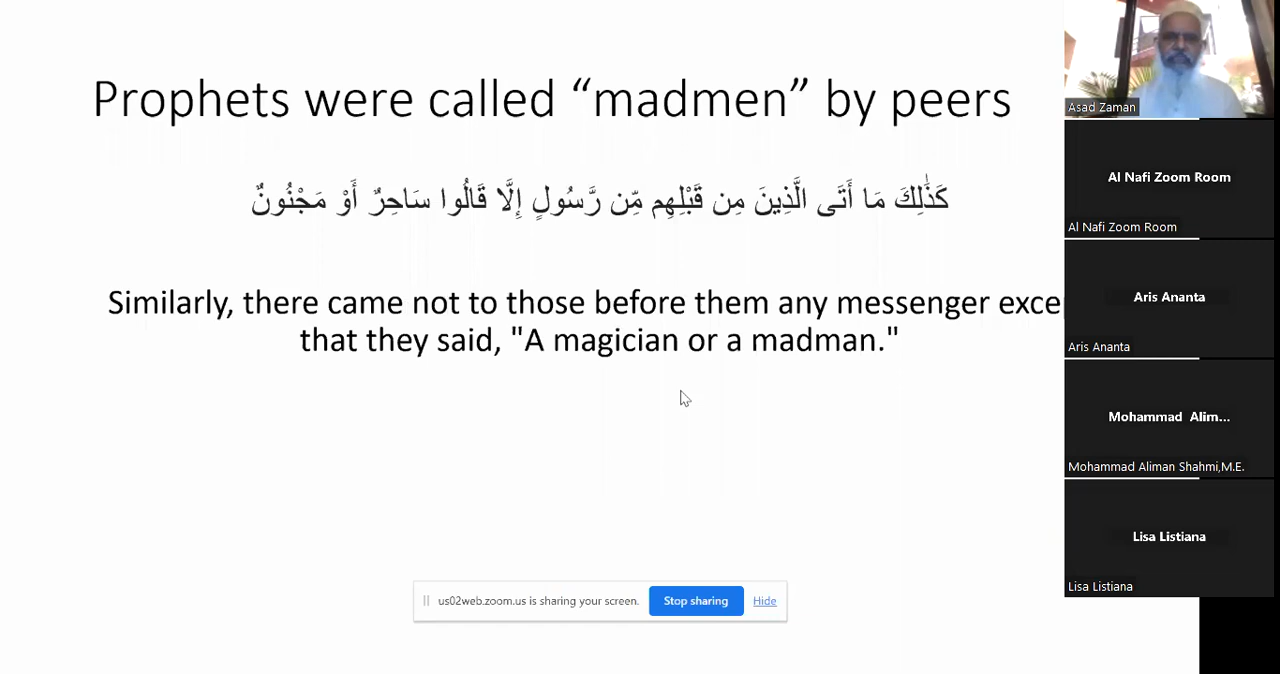 Prophets were called “madmen” by peers
كَذَٰلِكَ مَا أَتَى الَّذِينَ مِن قَبْلِهِم مِّن رَّسُولٍ إِلَّا قَالُوا سَاحِرٌ أَوْ مَجْنُونٌ
Similarly, there came not to those before them any messenger exce
that they said, "A magician or a madman."
us02web.zoom.us is sharing your screen.
Stop sharing
Hide
Asad Zaman
Al Nafi Zoom Room
Al Nafi Zoom Room
Aris Ananta
Aris Ananta
Mohammad Alim...
Mohammad Aliman Shahmi,M.E.
Lisa Listiana
Lisa Listiana